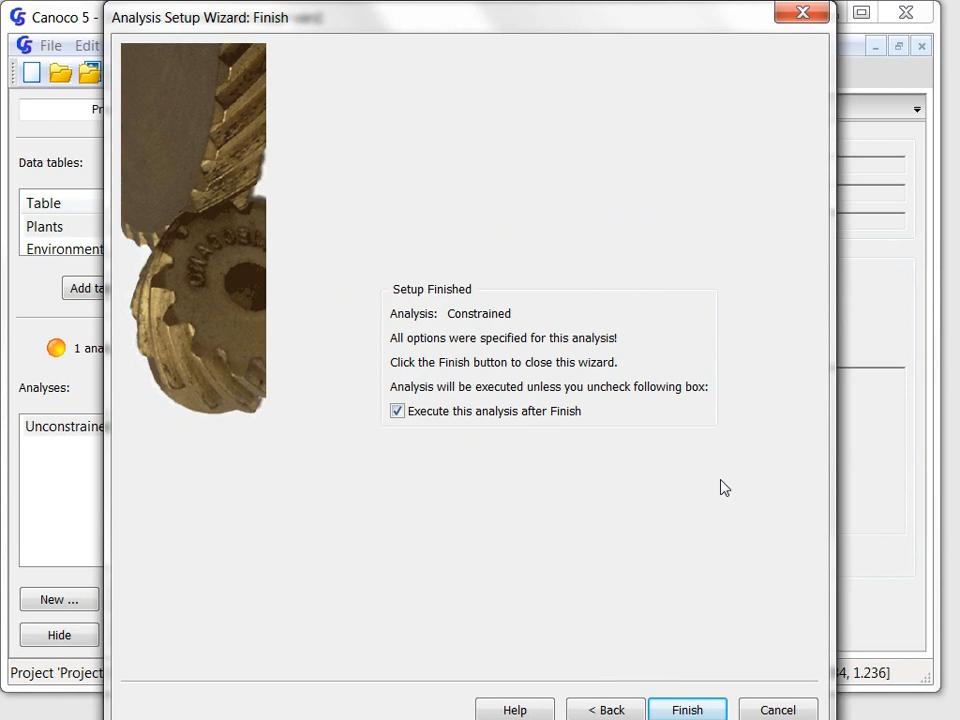 Canoco 5 -
Analysis Setup Wizard: Finish
File Edit
Data tables:
Table
Plants
Environment
Add ta
1 ana
Analyses:
Unconstraine
New ...
Hide
Project 'Project
Setup Finished
Analysis: Constrained
All options were specified for this analysis!
Click the Finish button to close this wizard.
Analysis will be executed unless you uncheck following box:
Execute this analysis after Finish
4, 1.236]
Help
< Back
Finish
Cancel